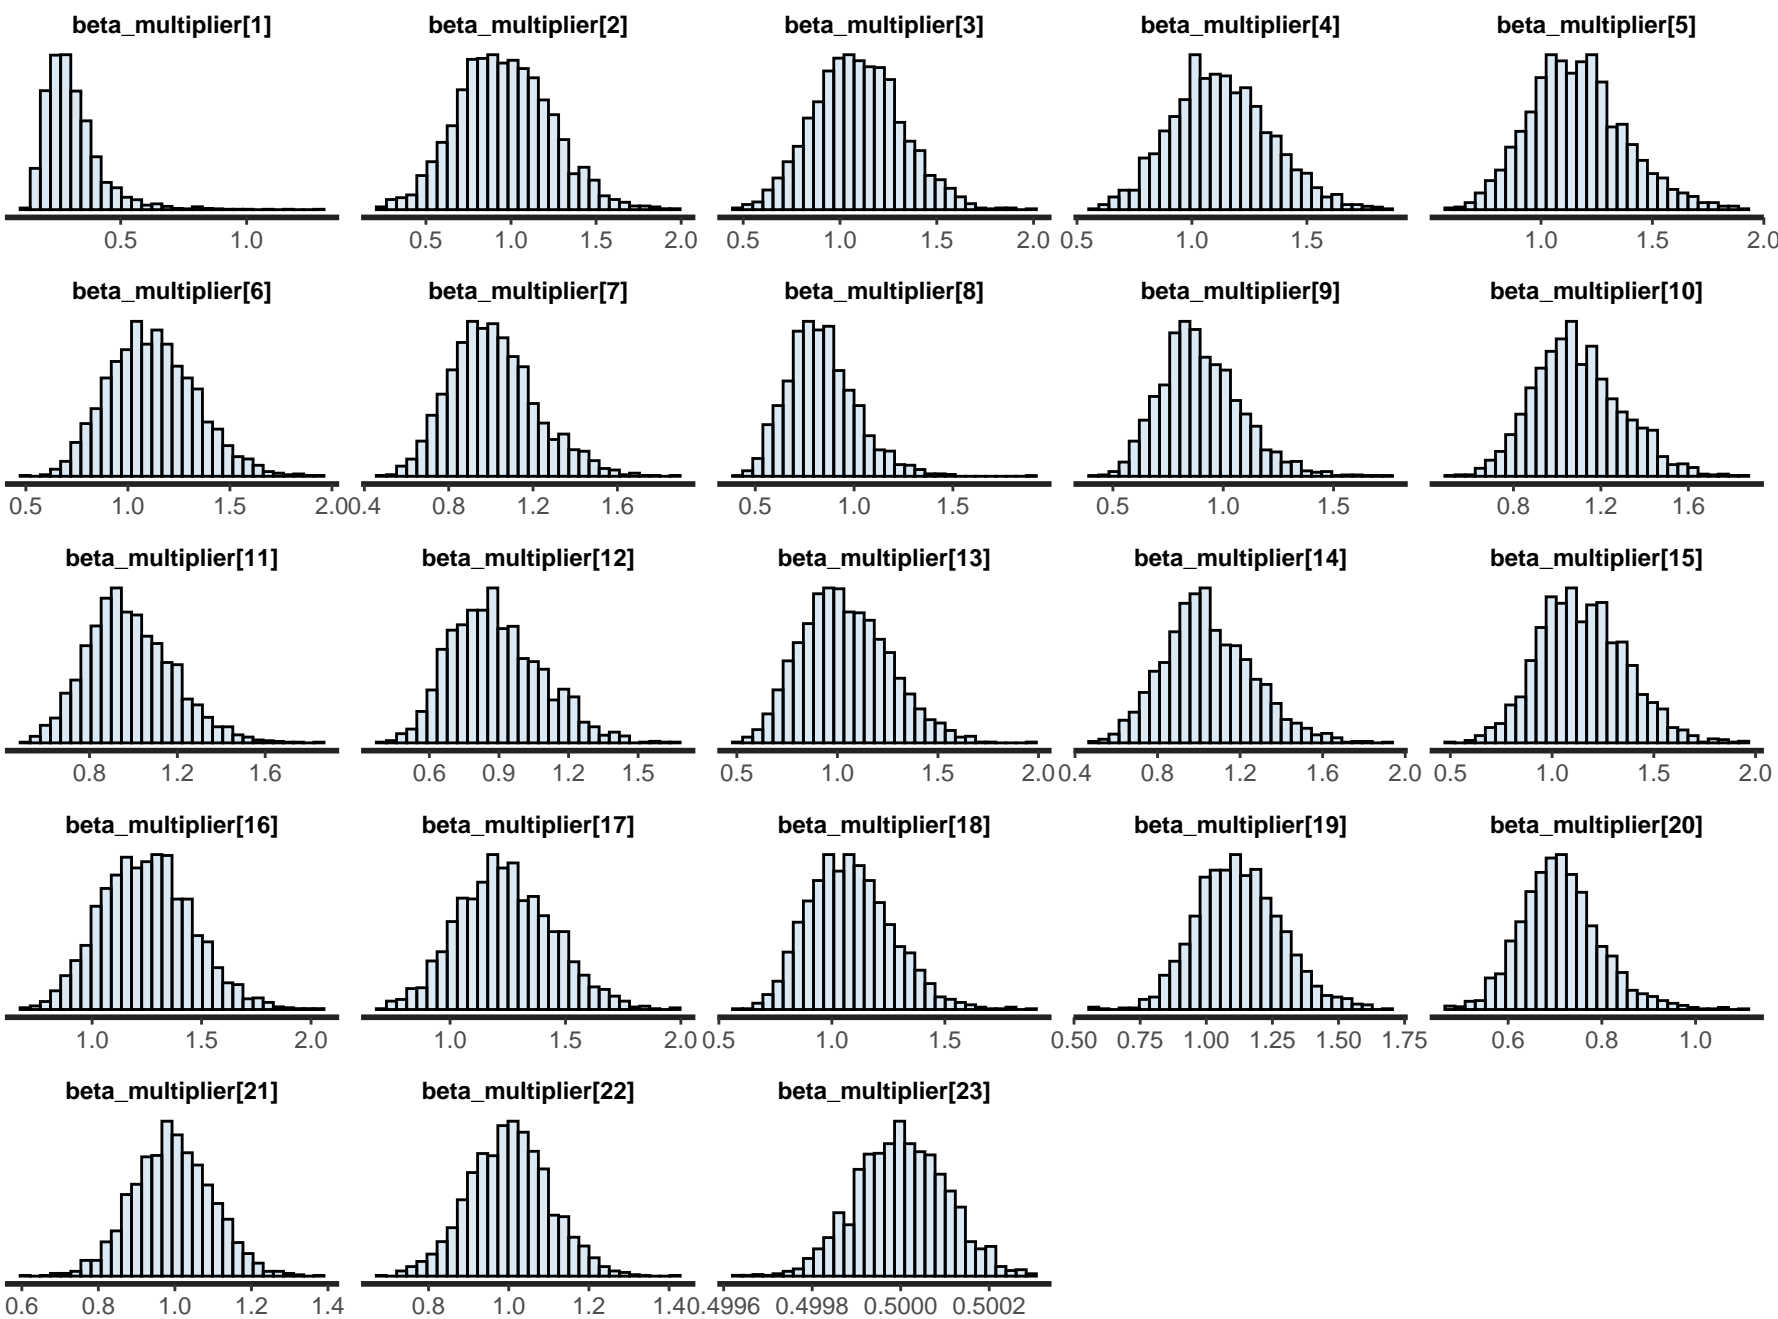 beta_multiplier[1] beta_multiplier[2] beta_multiplier[3] beta_multiplier[4] beta_multiplier[5]
0.5 1.0 0.5 1.0 1.5 2.0 0.5 1.0 1.5 2.0 0.5 1.0 1.5 1.0 1.5 2.0
beta_multiplier[6] beta_multiplier[7] beta_multiplier[8] beta_multiplier[9] beta_multiplier[10]
0.5 1.0 1.5 2.0 0.4 0.8 1.2 1.6 0.5 1.0 1.5 0.5 1.0 1.5 0.8 1.2 1.6
beta_multiplier[11] beta_multiplier[12] beta_multiplier[13] beta_multiplier[14] beta_multiplier[15]
0.8 1.2 1.6 0.6 0.9 1.2 1.5 0.5 1.0 1.5 2.0 0.4 0.8 1.2 1.6 2.0 0.5 1.0 1.5 2.0
beta_multiplier[16] beta_multiplier[17] beta_multiplier[18] beta_multiplier[19] beta_multiplier[20]
1.0 1.5 2.0 1.0 1.5 2.0 0.5 1.0 1.5 0.50 0.75 1.00 1.25 1.50 1.75 0.6 0.8 1.0
beta_multiplier[21] beta_multiplier[22] beta_multiplier[23]
0.6 0.8 1.0 1.2 1.4 0.8 1.0 1.2 1.4 0.4996 0.4998 0.5000 0.5002